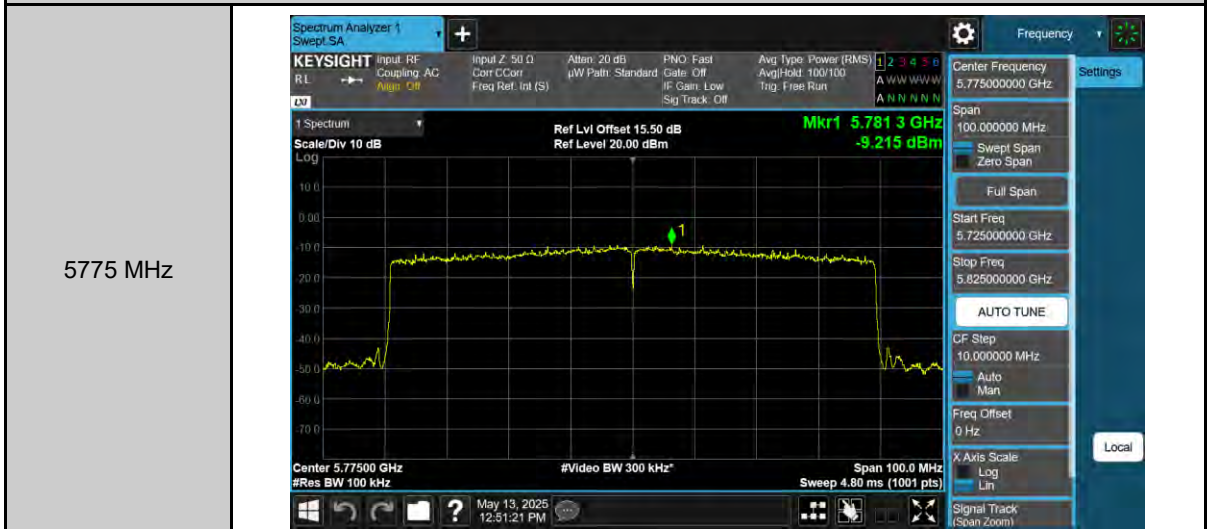 5775 MHz
Spectrum Analyzer 1
Swept SA
+
Frequency
KEYSIGHT
RL
LXI
Input: RF
Coupling: AC
Align: Off
Input Z: 50 Ω
Corr CCorr
Freq Ref: Int (S)
Atten: 20 dB
µW Path: Standard
PNO: Fast
Gate: Off
IF Gain: Low
Sig Track: Off
Avg Type: Power (RMS)
Avg|Hold: 100/100
Trig: Free Run
1 2 3 4 5 6
A W W W W W
A N N N N N
1 Spectrum
Scale/Div 10 dB
Log
Ref Lvl Offset 15.50 dB
Ref Level 20.00 dBm
Mkr1 5.781 3 GHz
-9.215 dBm
10.0
0.00
-10.0
-20.0
-30.0
-40.0
-50.0
-60.0
-70.0
1
Center 5.77500 GHz
#Res BW 100 kHz
#Video BW 300 kHz*
Span 100.0 MHz
Sweep 4.80 ms (1001 pts)
?
May 13, 2025
12:51:21 PM
Center Frequency
5.775000000 GHz
Span
100.000000 MHz
Swept Span
Zero Span
Full Span
Start Freq
5.725000000 GHz
Stop Freq
5.825000000 GHz
AUTO TUNE
CF Step
10.000000 MHz
Auto
Man
Freq Offset
0 Hz
X Axis Scale
Log
Lin
Signal Track
(Span Zoom)
Settings
Local